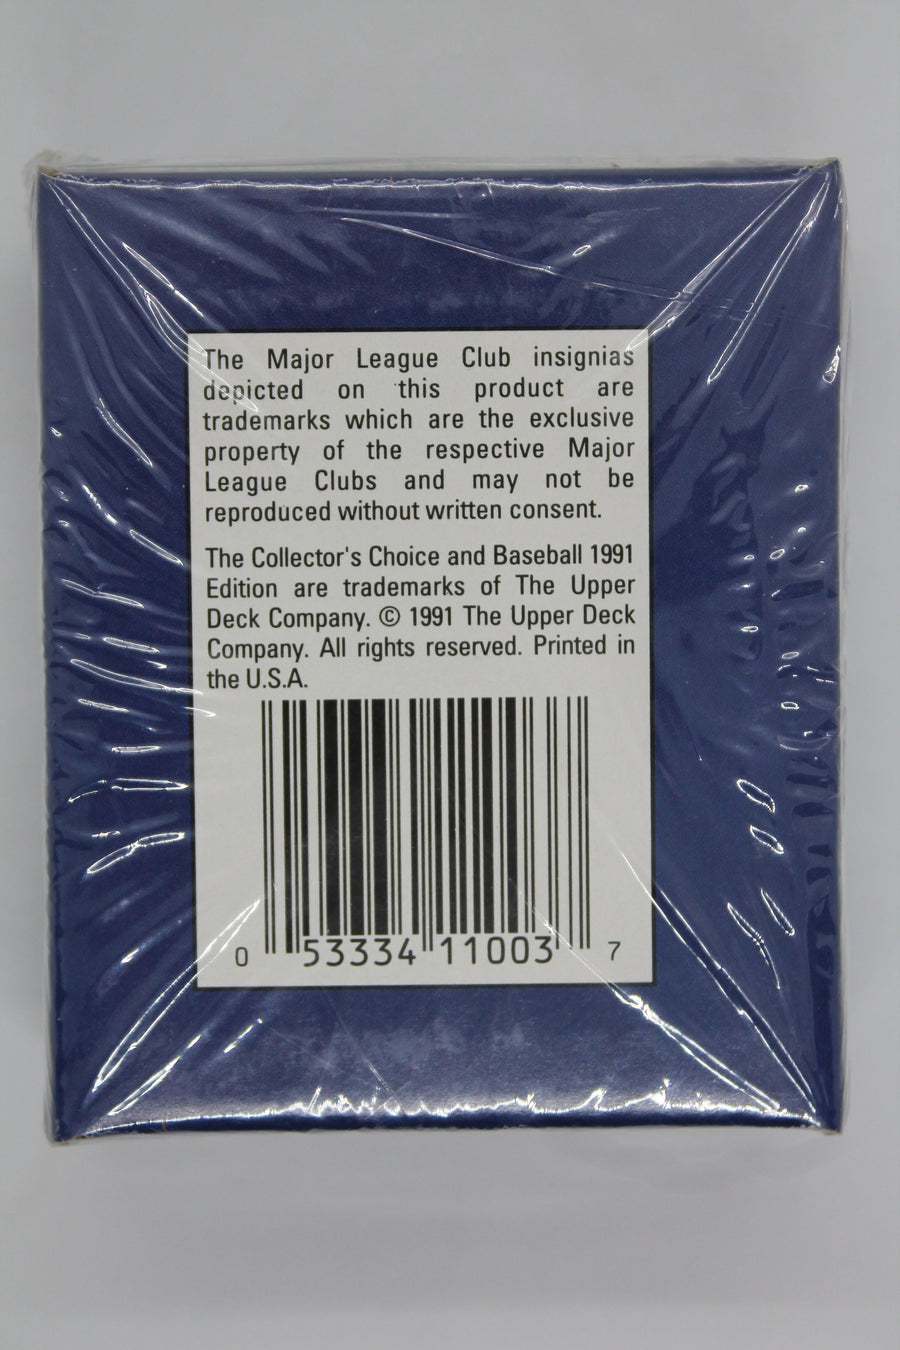 The Major League Club insignias
depicted on this product are
trademarks which are the exclusive
property of the respective Major
League Clubs and may not be
reproduced without written consent.
The Collector's Choice and Baseball 1991
Edition are trademarks of The Upper
Deck Company. © 1991 The Upper Deck
Company. All rights reserved. Printed in
the U.S.A.
0 53334 11003 7